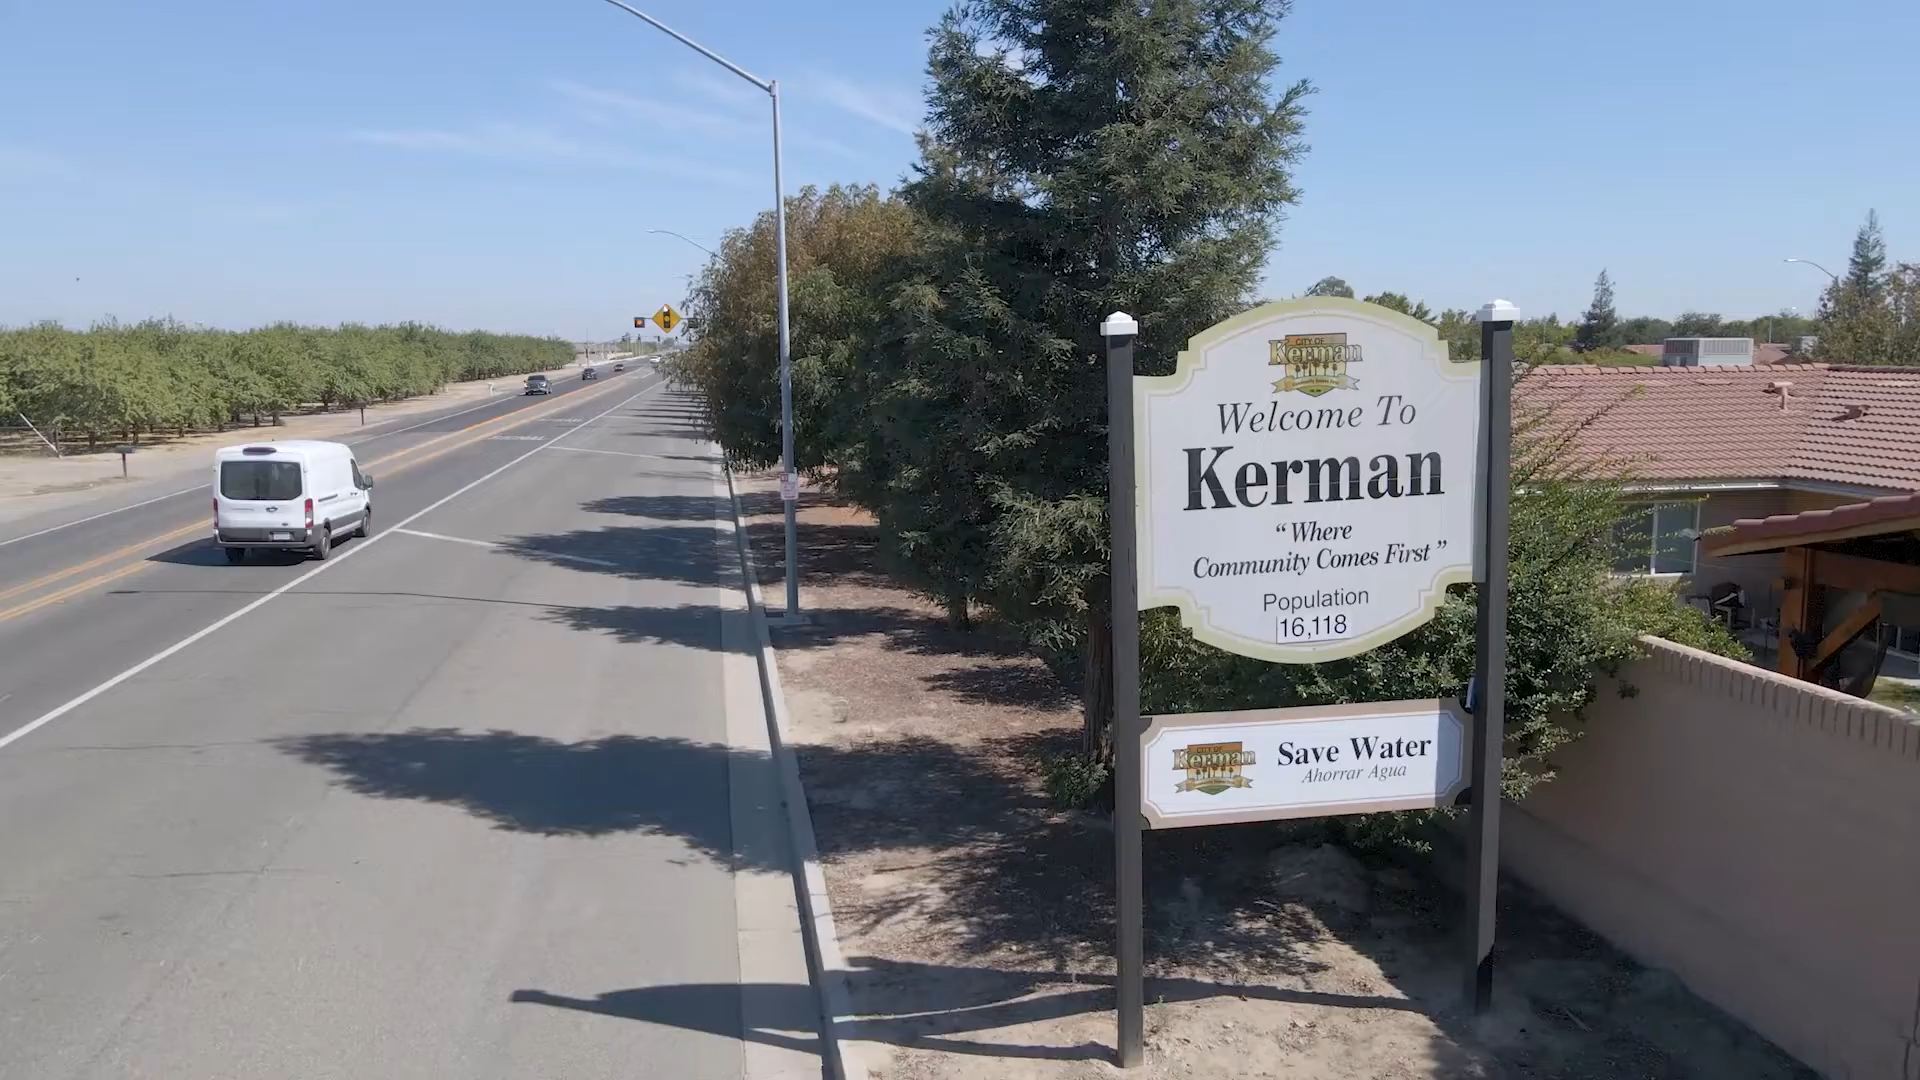 CITY OF
Kerman
Welcome To
Kerman
“Where
Community Comes First”
Population
16,118
CITY OF
Kerman
Save Water
Ahorrar Agua